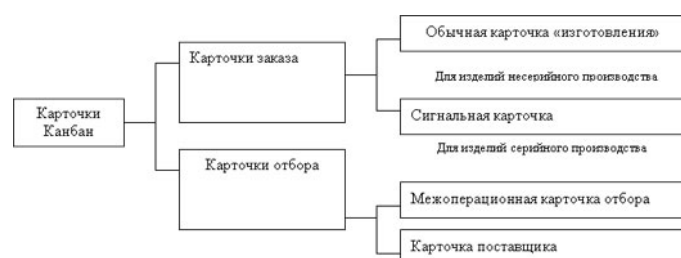 Обычная карточка «изготовления»
Карточки заказа
Для изделий несерийного производства
Карточки
Канбан
Сигнальная карточка
Для изделий серийного производства
Карточки отбора
Межоперационная карточка отбора
Карточка поставщика